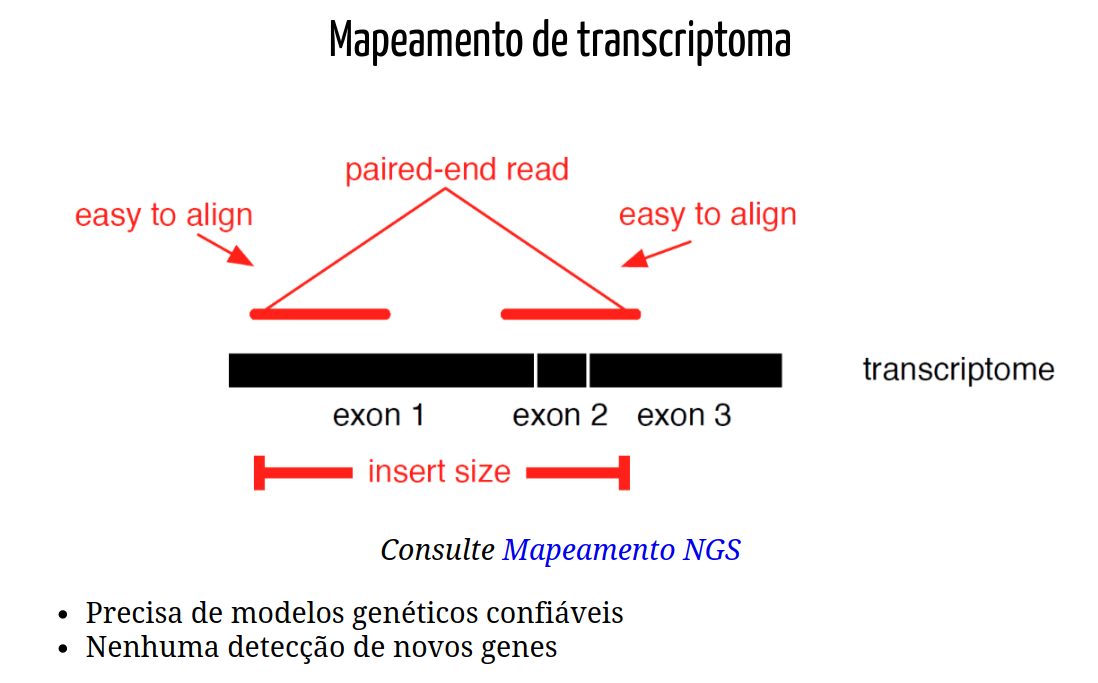 Mapeamento de transcriptoma
paired-end read
easy to align
easy to align
transcriptome
exon 1
exon 2
exon 3
insert size
Consulte Mapeamento NGS
• Precisa de modelos genéticos confiáveis
• Nenhuma detecção de novos genes